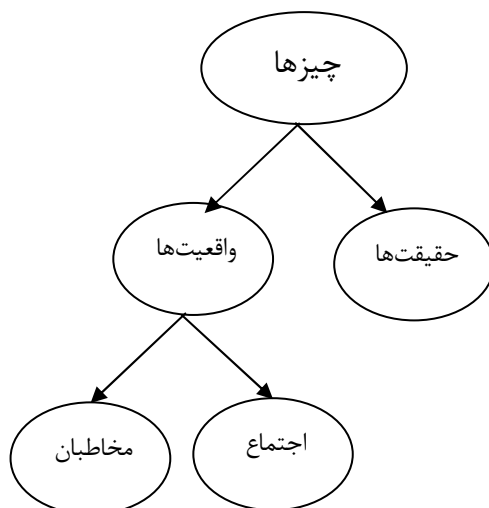 چیزها
حقیقت‌ها
واقعیت‌ها
اجتماع
مخاطبان